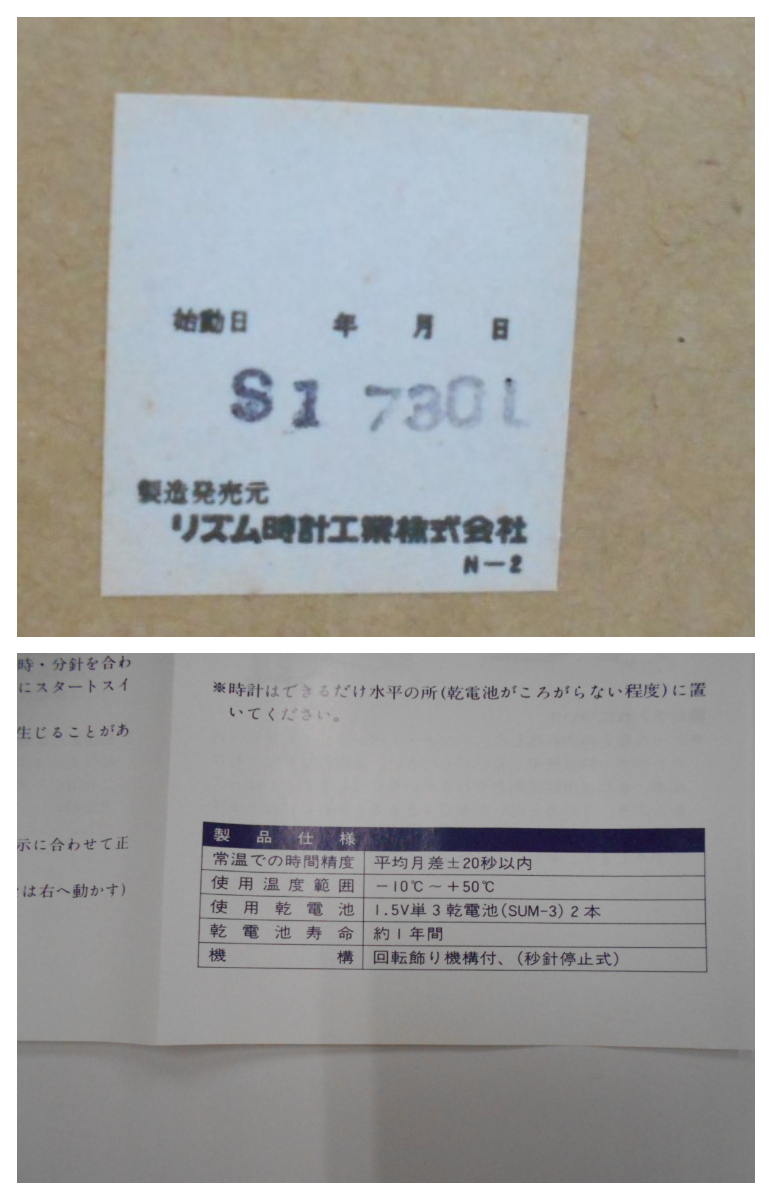 始動日 年 月 日
S1 7301
製造発売元
リズム時計工業株式会社
N-2
時・分針を合わ
にスタートスイ
生じることがあ
示に合わせて正
は右へ動かす)
※時計はできるだけ水平の所(乾電池がころがらない程度)に置
いてください。
製品仕様
常温での時間精度 平均月差±20秒以内
使用温度範囲 -10℃~+50℃
使用乾電池 1.5V単3乾電池(SUM-3)2本
乾電池寿命 約1年間
機構 回転飾り機構付、(秒針停止式)